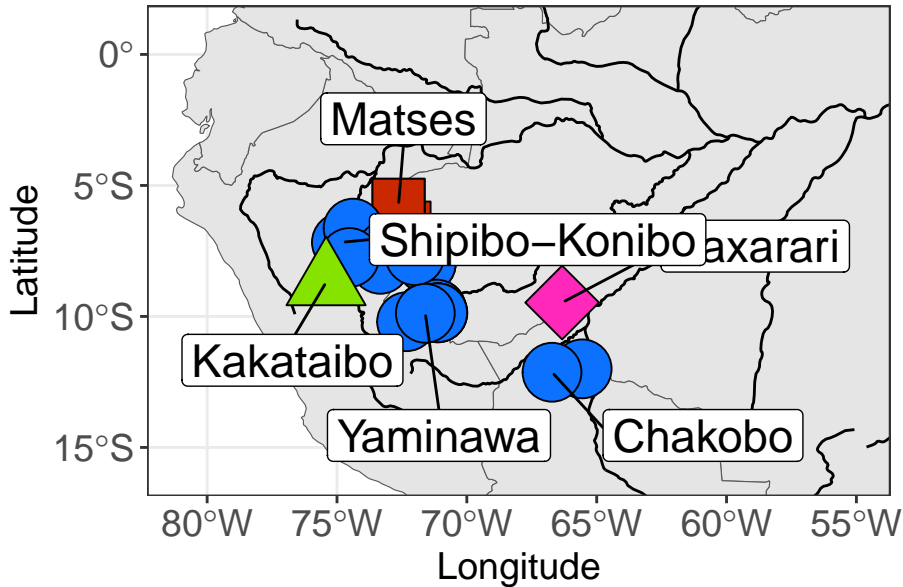 0°
5°S
10°S
15°S
Latitude
Matses
Shipibo−Konibo
axarari
Kakataibo
Yaminawa
Chakobo
80°W
75°W
70°W
65°W
60°W
55°W
Longitude